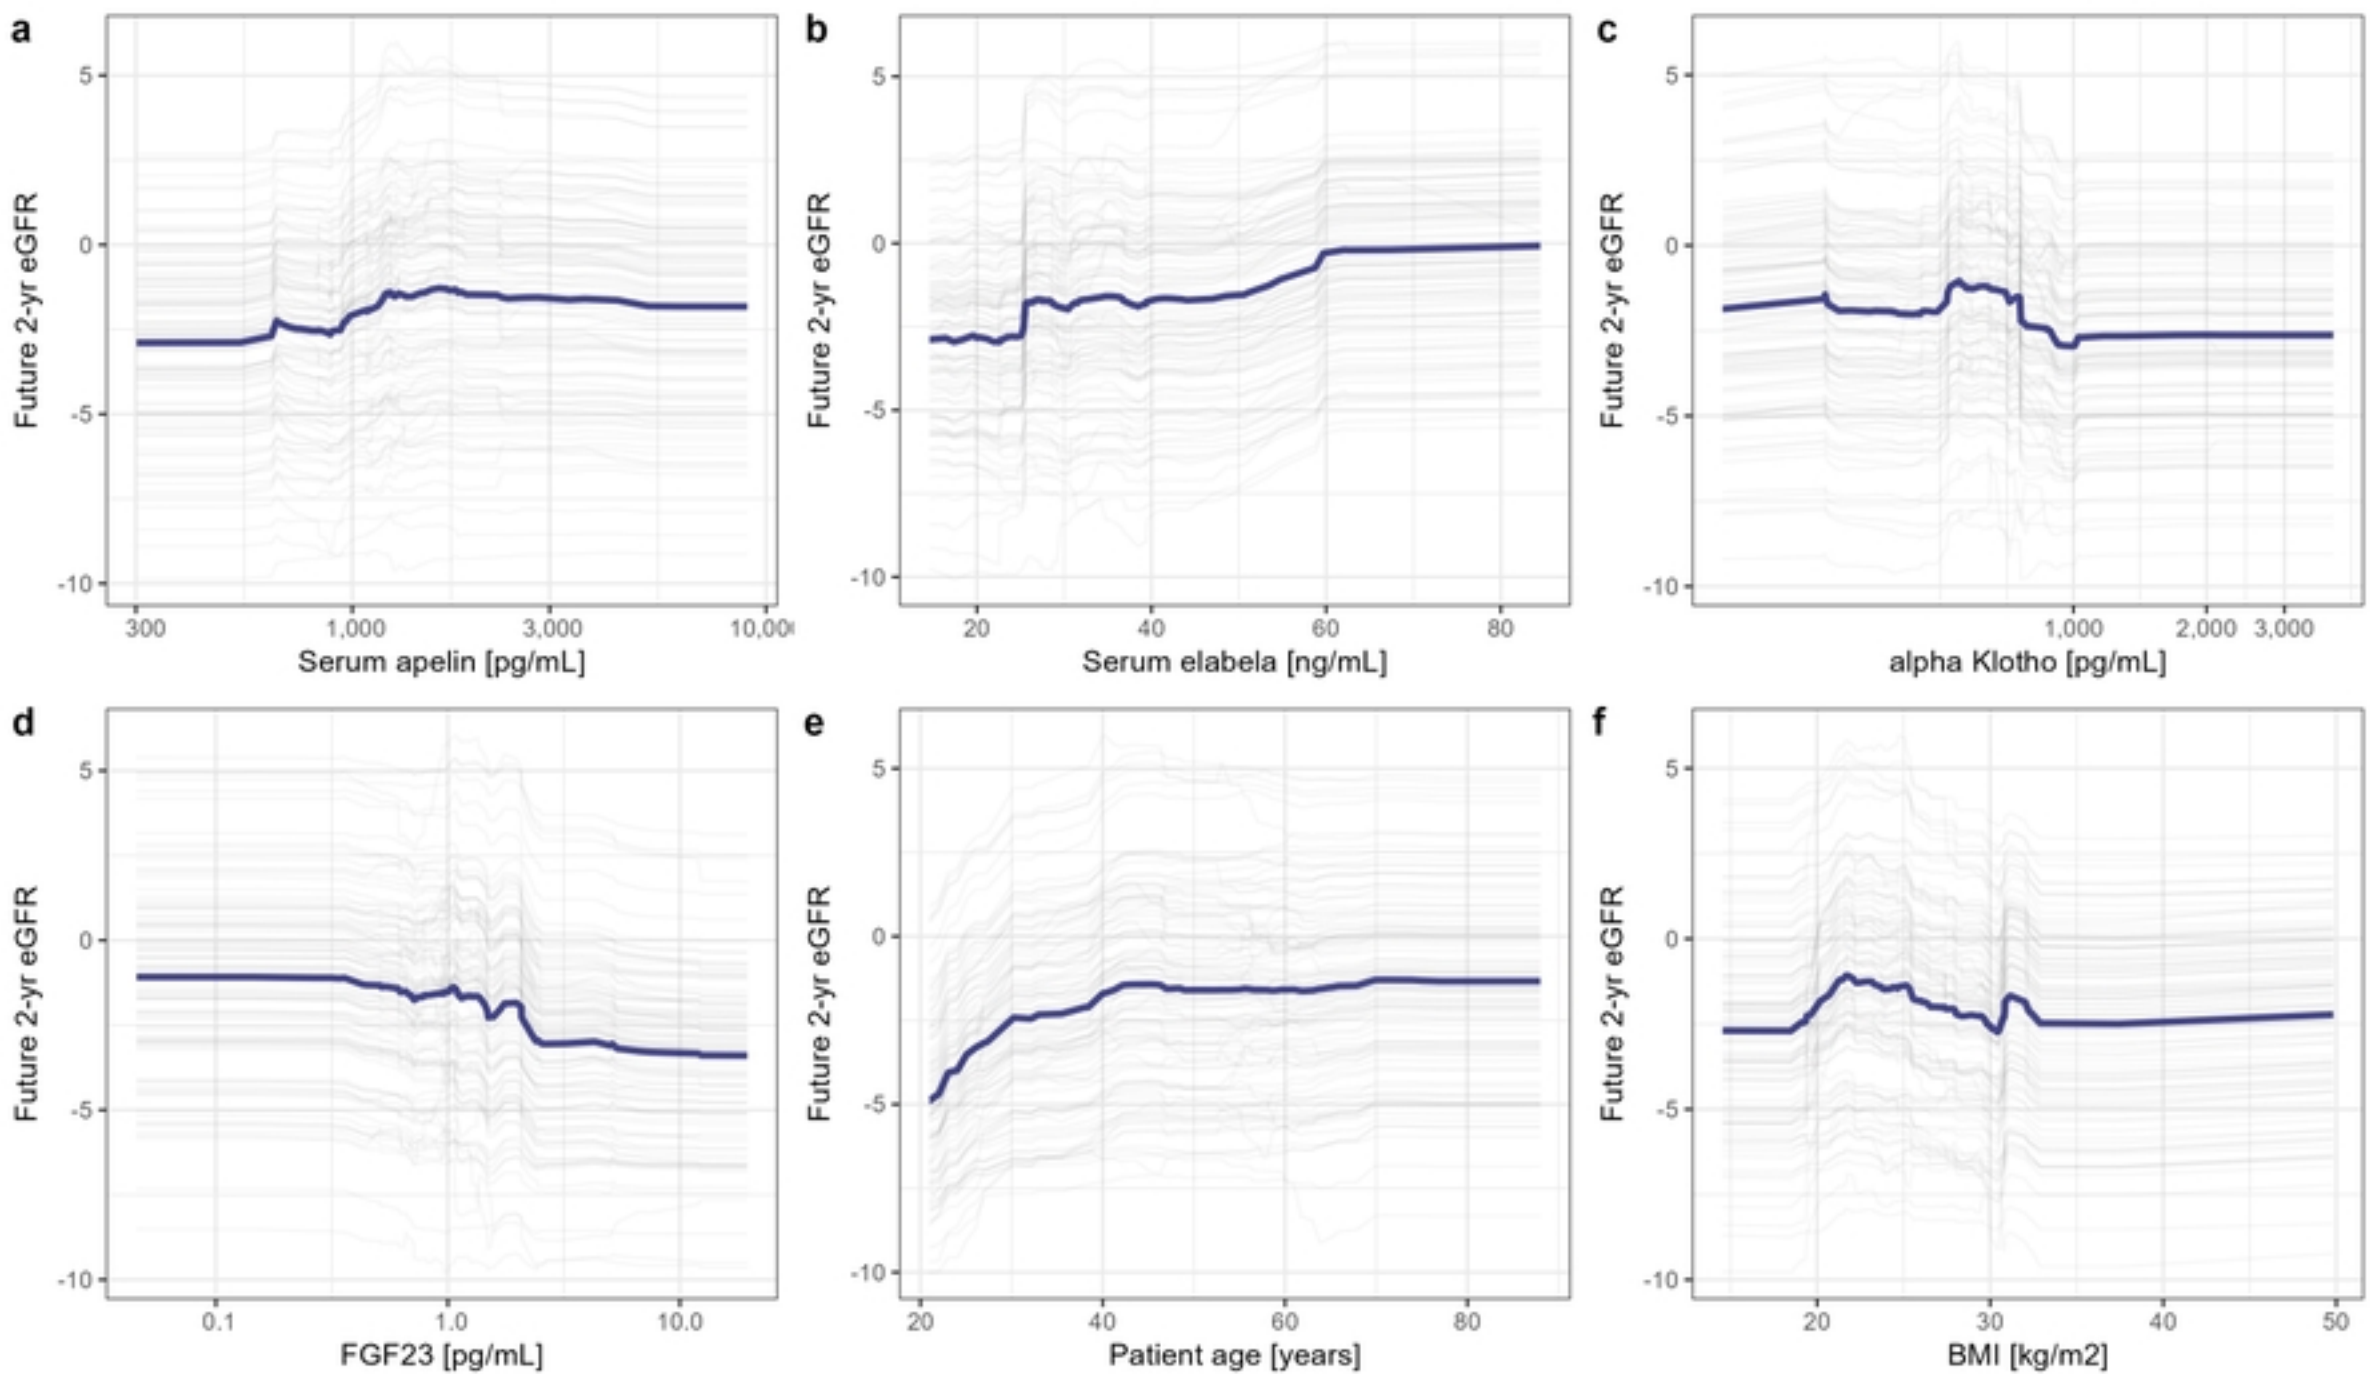 a
5
0
-5
-10
Future 2-yr eGFR
300 1,000 3,000 10,00
Serum apelin [pg/mL]
b
5
0
-5
-10
Future 2-yr eGFR
20 40 60 80
Serum elabela [ng/mL]
c
5
0
-5
-10
Future 2-yr eGFR
1,000 2,000 3,000
alpha Klotho [pg/mL]
d
5
0
-5
-10
Future 2-yr eGFR
0.1 1.0 10.0
FGF23 [pg/mL]
e
5
0
-5
-10
Future 2-yr eGFR
20 40 60 80
Patient age [years]
f
5
0
-5
-10
Future 2-yr eGFR
20 30 40 50
BMI [kg/m2]